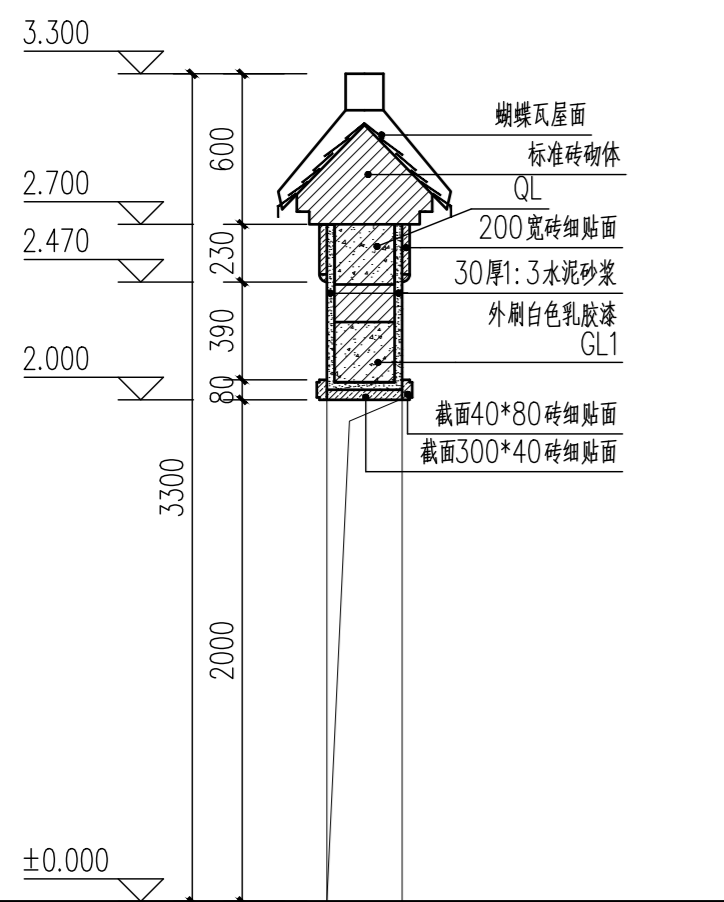 3.300
蝴蝶瓦屋面
标准砖砌体
600
2.700
QL
200宽砖细贴面
2.470
230
30厚1:3水泥砂浆
外刷白色乳胶漆
390
GL1
2.000
80
截面40*80砖细贴面
截面300*40砖细贴面
3300
2000
±0.000